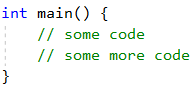 int main() {
    // some code
    // some more code
}